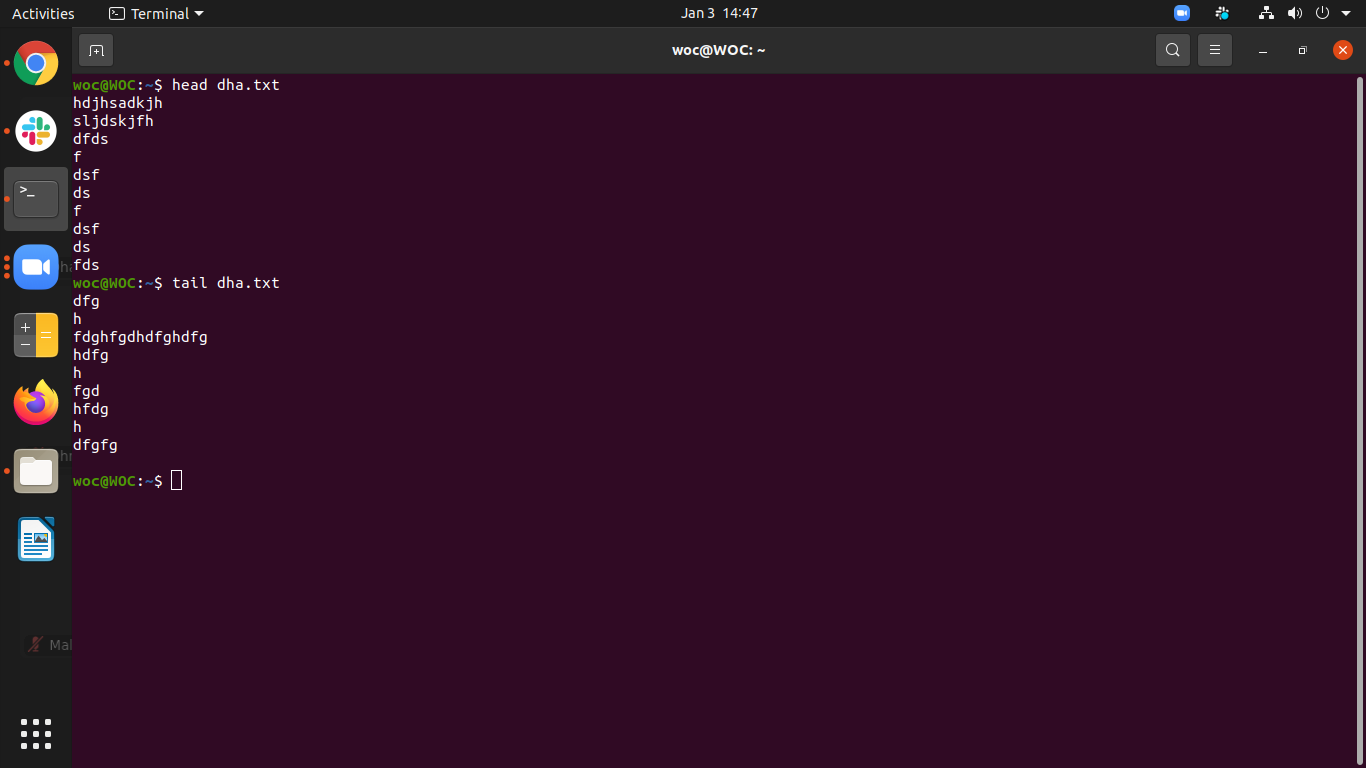 Activities
Terminal
Jan 3 14:47
woc@WOC: ~
woc@WOC:~$ head dha.txt
hdjhsadkjh
sljdskjfh
dfds
f
dsf
ds
f
dsf
ds
fds
woc@WOC:~$ tail dha.txt
dfg
h
fdghfgdhdfghdfg
hdfg
h
fgd
hfdg
h
dfgfg
woc@WOC:~$